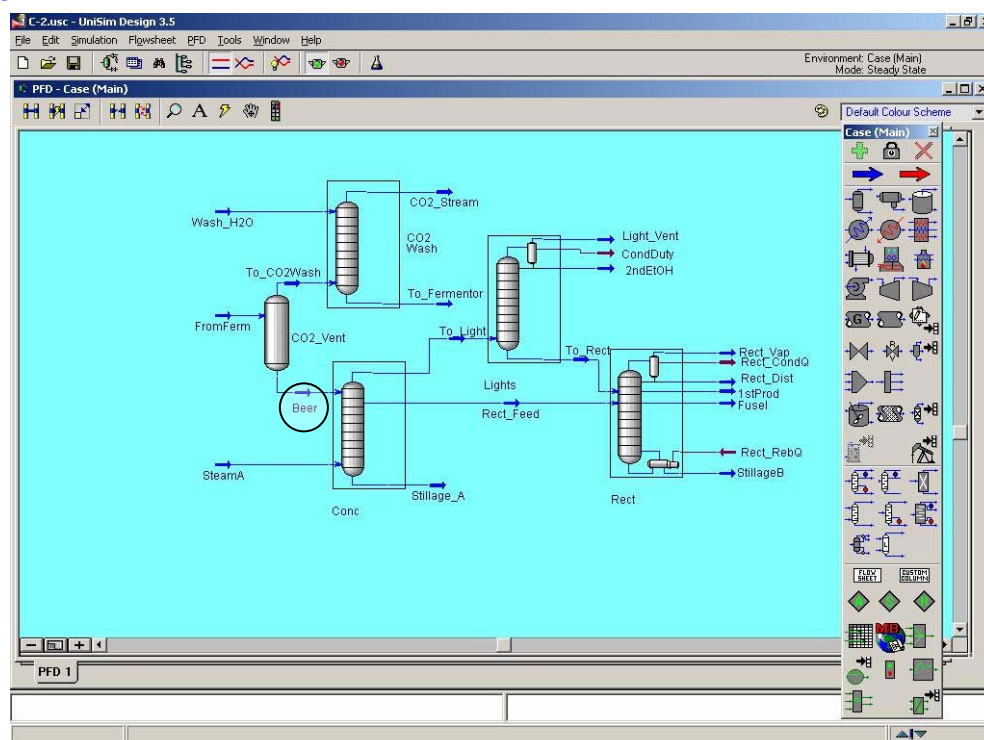 C-2.usc - UniSim Design 3.5
File Edit Simulation Flowsheet PFD Tools Window Help
Environment: Case (Main)
Mode: Steady State
PFD - Case (Main)
A
Default Colour Scheme
Case (Main)
CO2_Stream
Wash_H2O
CO2
Wash
Light_Vent
CondDuty
2ndEtOH
To_CO2Wash
To_Fermentor
FromFerm
CO2_Vent
To_Light
To_Rect
Rect_Vap
Rect_CondQ
Lights
Rect_Dist
1stProd
Fusel
Beer
Rect_Feed
Rect_RebQ
SteamA
StillageB
Stillage_A
Rect
Conc
FLOW
SHEET
CUSTOM
COLUMN
MB
PFD 1